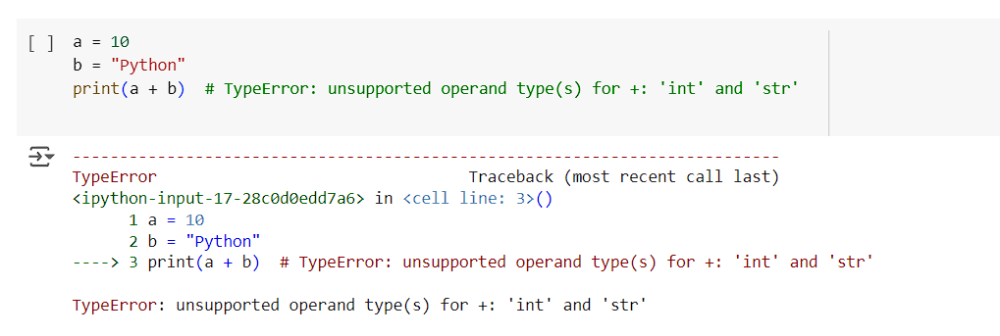 [ ] a = 10
b = "Python"
print(a + b)  # TypeError: unsupported operand type(s) for +: 'int' and 'str'
---------------------------------------------------------------------------
TypeError                                 Traceback (most recent call last)
<ipython-input-17-28c0d0edd7a6> in <cell line: 3>()
      1 a = 10
      2 b = "Python"
----> 3 print(a + b)  # TypeError: unsupported operand type(s) for +: 'int' and 'str'
TypeError: unsupported operand type(s) for +: 'int' and 'str'